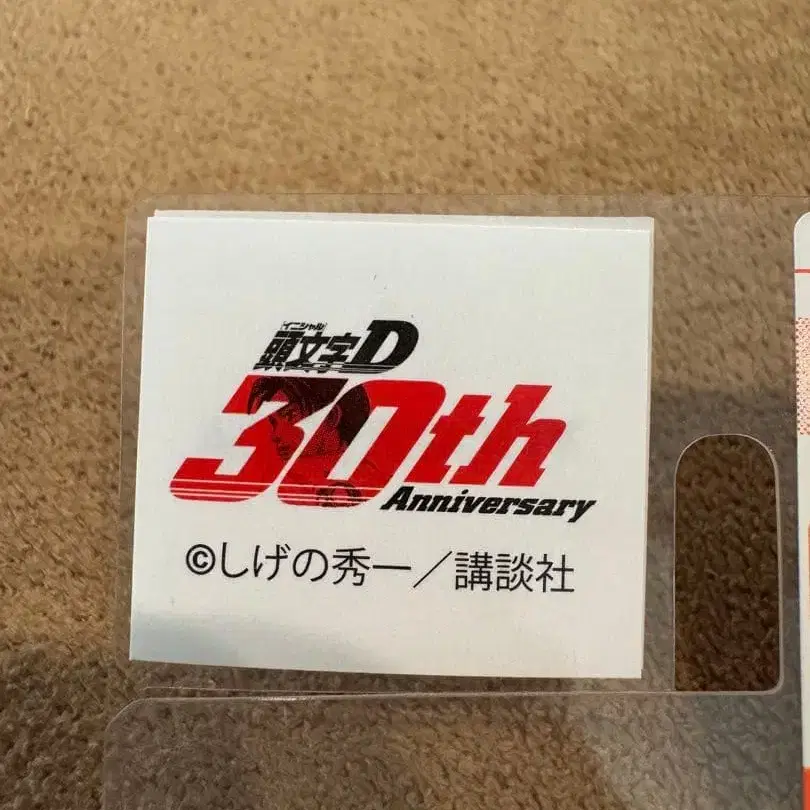 イニシャル
頭文字D
30th
Anniversary
©しげの秀一／講談社